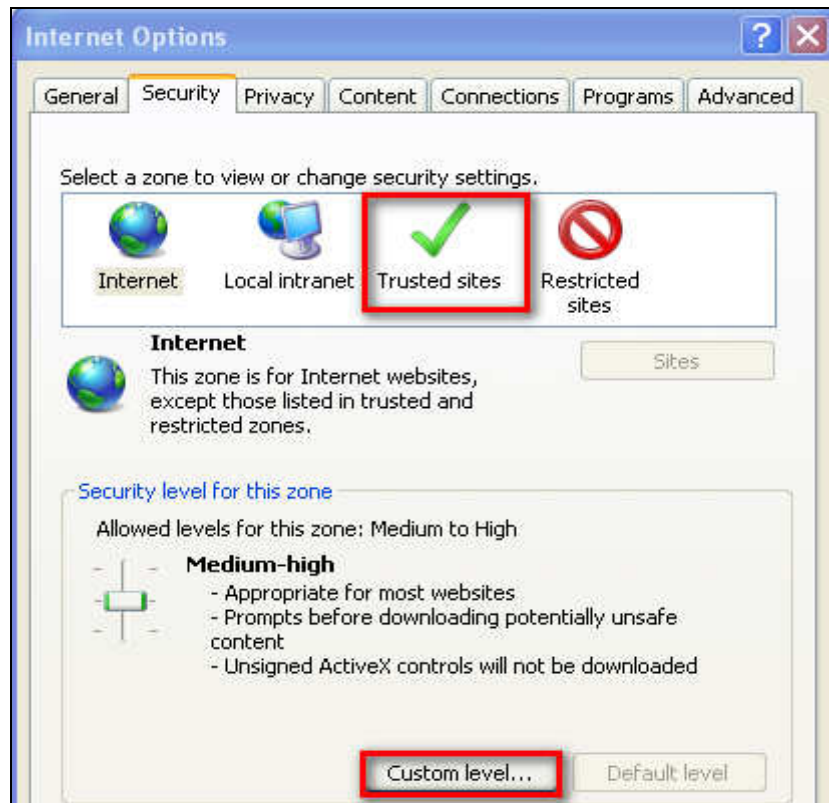 Internet Options
General Security Privacy Content Connections Programs Advanced
Select a zone to view or change security settings.
Internet Local intranet Trusted sites Restricted
sites
Internet
Sites
This zone is for Internet websites,
except those listed in trusted and
restricted zones.
Security level for this zone
Allowed levels for this zone: Medium to High
Medium-high
- Appropriate for most websites
- Prompts before downloading potentially unsafe
content
- Unsigned ActiveX controls will not be downloaded
Custom level... Default level